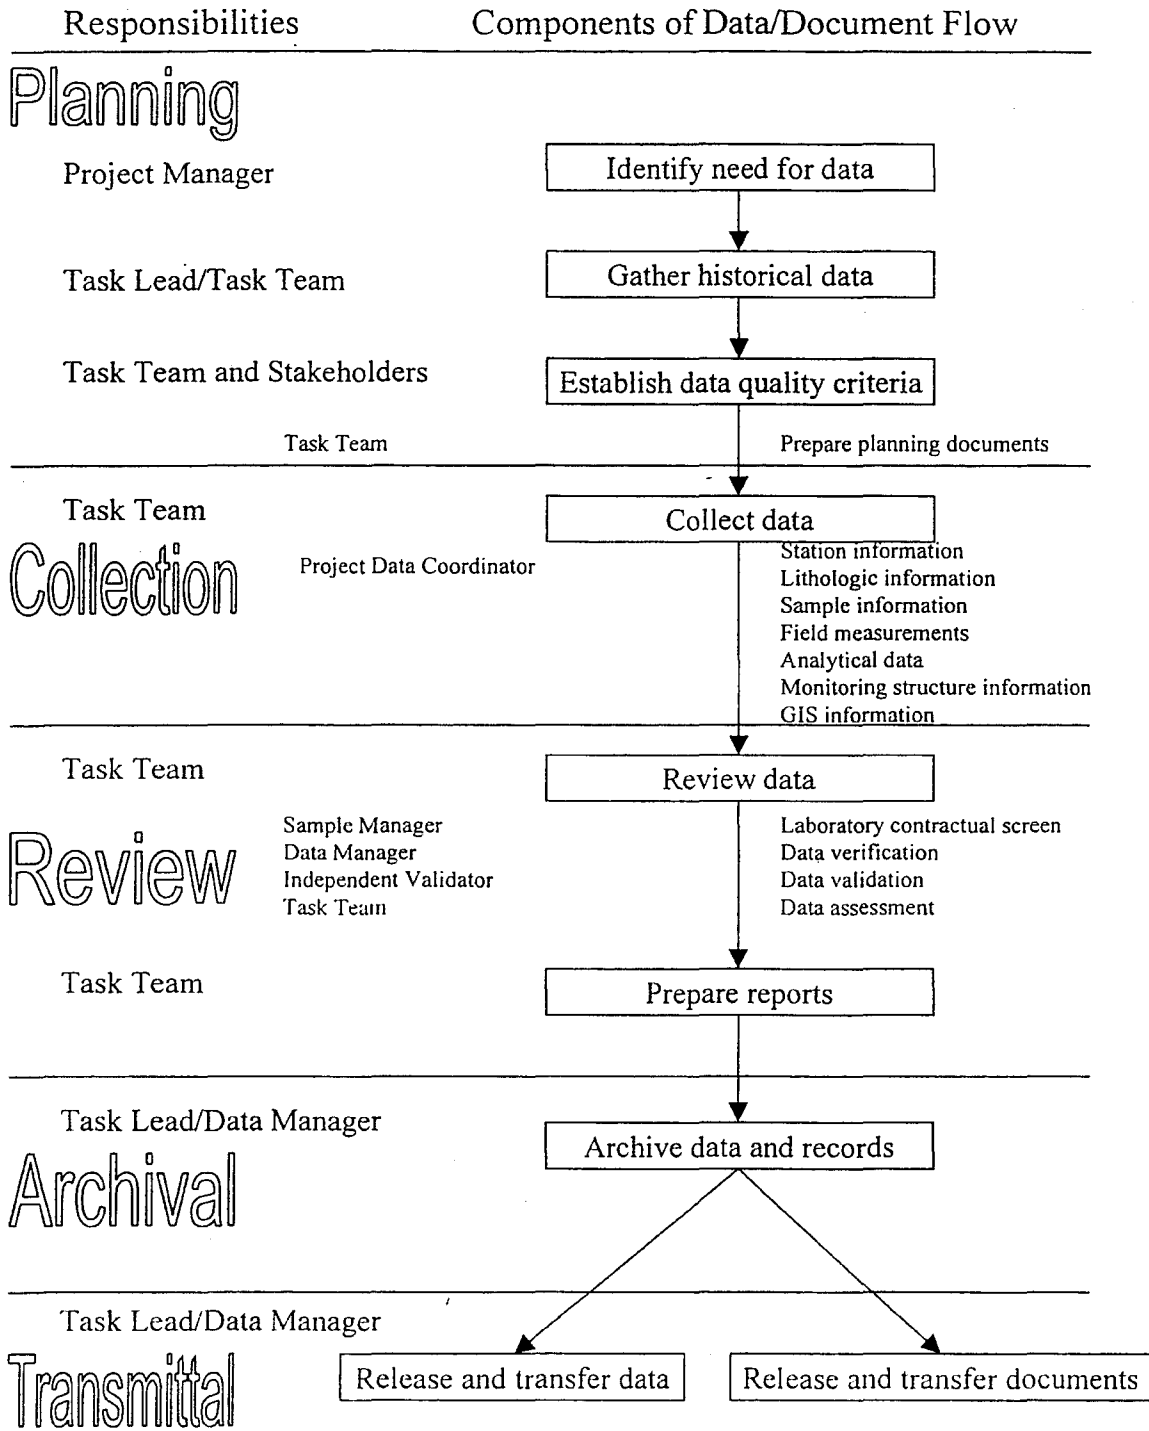 Responsibilities Components of Data/Document Flow
Planning
Project Manager Identify need for data
Task Lead/Task Team Gather historical data
Task Team and Stakeholders Establish data quality criteria
Task Team Prepare planning documents
Task Team Collect data
Collection
Project Data Coordinator
Station information
Lithologic information
Sample information
Field measurements
Analytical data
Monitoring structure information
GIS information
Task Team Review data
Review
Sample Manager Laboratory contractual screen
Data Manager Data verification
Independent Validator Data validation
Task Team Data assessment
Task Team Prepare reports
Task Lead/Data Manager Archive data and records
Archival
Task Lead/Data Manager
Transmittal Release and transfer data Release and transfer documents